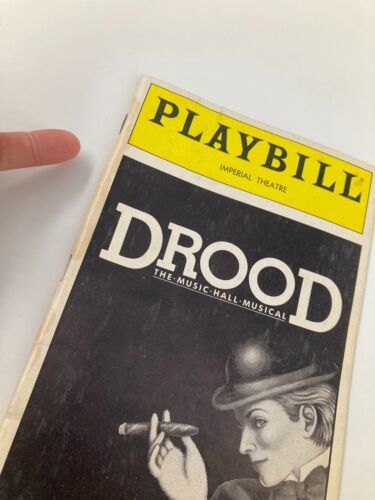 PLAYBILL
IMPERIAL THEATRE
DROOD
THE·MUSIC·HALL·MUSICAL